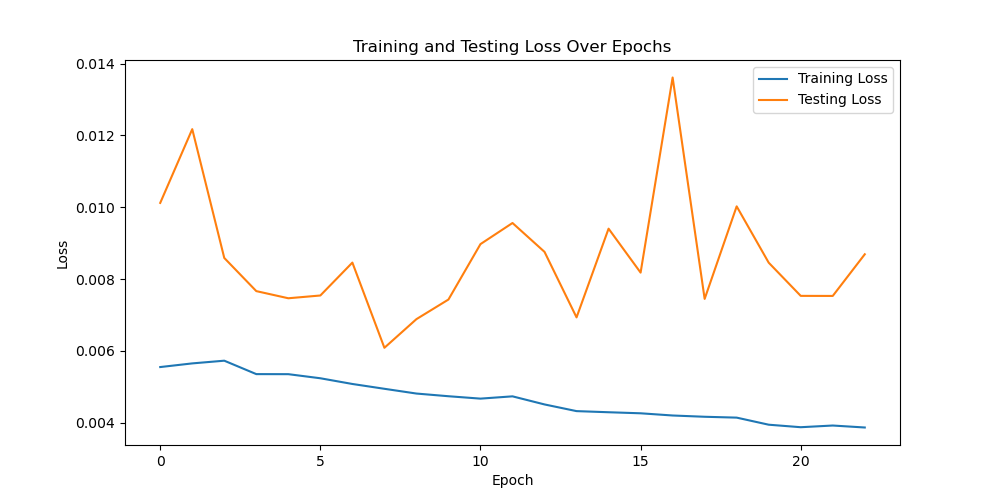 Training and Testing Loss Over Epochs
Training Loss
Testing Loss
0.014
0.012
0.010
0.008
0.006
0.004
Loss
0 5 10 15 20
Epoch